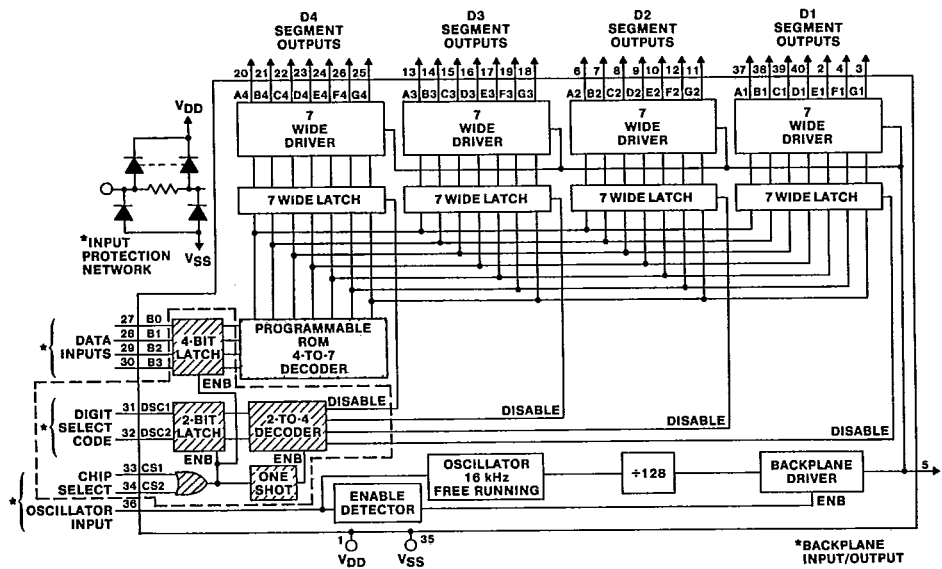 D4 SEGMENT OUTPUTS
D3 SEGMENT OUTPUTS
D2 SEGMENT OUTPUTS
D1 SEGMENT OUTPUTS
20 21 22 23 24 26 25
13 14 15 16 17 19 18
6 7 8 9 10 12 11
37 38 39 40 2 4 3
A4 B4 C4 D4 E4 F4 G4
A3 B3 C3 D3 E3 F3 G3
A2 B2 C2 D2 E2 F2 G2
A1 B1 C1 D1 E1 F1 G1
7 WIDE DRIVER
7 WIDE DRIVER
7 WIDE DRIVER
7 WIDE DRIVER
7 WIDE LATCH
7 WIDE LATCH
7 WIDE LATCH
7 WIDE LATCH
VDD
*INPUT PROTECTION NETWORK
VSS
* DATA INPUTS
27 B0
28 B1
29 B2
30 B3
4-BIT LATCH
ENB
PROGRAMMABLE ROM 4-TO-7 DECODER
DISABLE
DISABLE
DISABLE
DISABLE
* DIGIT SELECT CODE
31 DSC1
32 DSC2
2-BIT LATCH
ENB
2-TO-4 DECODER
ENB
* CHIP SELECT
33 CS1
34 CS2
OSCILLATOR INPUT
36
ONE SHOT
ENABLE DETECTOR
OSCILLATOR 16 kHz FREE RUNNING
÷128
BACKPLANE DRIVER
ENB
5
1 VDD
35 VSS
*BACKPLANE INPUT/OUTPUT